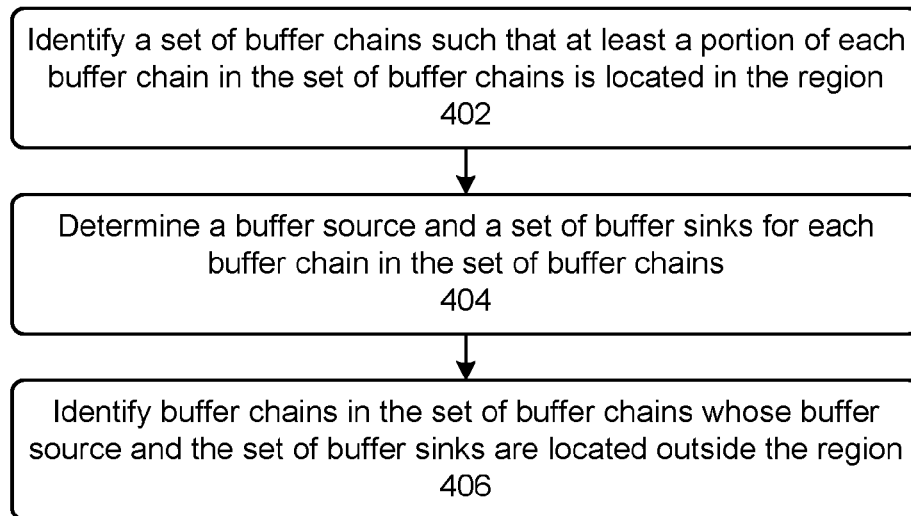 Identify a set of buffer chains such that at least a portion of each
buffer chain in the set of buffer chains is located in the region
402
Determine a buffer source and a set of buffer sinks for each
buffer chain in the set of buffer chains
404
Identify buffer chains in the set of buffer chains whose buffer
source and the set of buffer sinks are located outside the region
406